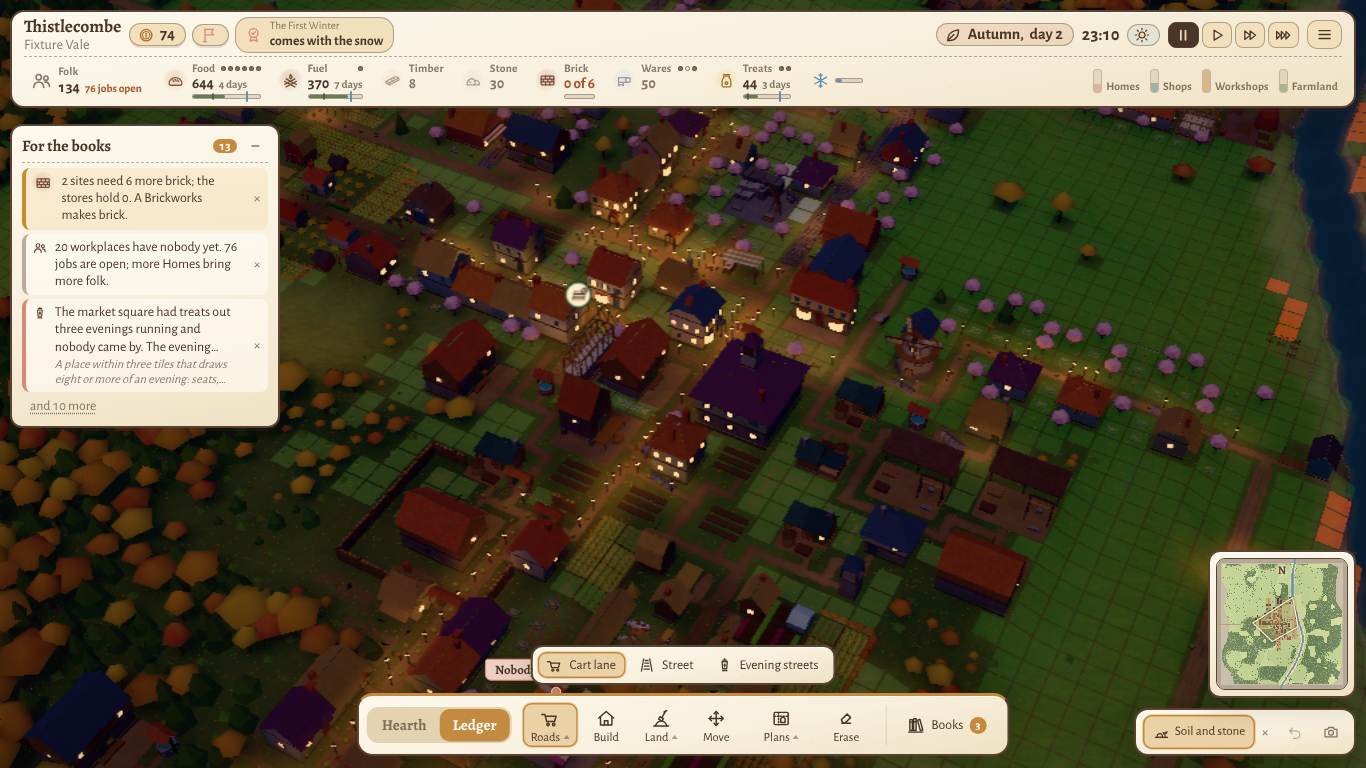 Thistlecombe
Fixture Vale
74
The First Winter
comes with the snow
Autumn, day 2
23:10
Folk
134 76 jobs open
Food
644 4 days
Fuel
370 7 days
Timber
8
Stone
30
Brick
0 of 6
Wares
50
Treats
44 3 days
Homes
Shops
Workshops
Farmland
For the books
13
2 sites need 6 more brick; the
stores hold 0. A Brickworks
makes brick.
20 workplaces have nobody yet. 76
jobs are open; more Homes bring
more folk.
The market square had treats out
three evenings running and
nobody came by. The evening…
A place within three tiles that draws
eight or more of an evening: seats,…
and 10 more
N
Nobod
Cart lane
Street
Evening streets
Hearth
Ledger
Roads
Build
Land
Move
Plans
Erase
Books 3
Soil and stone